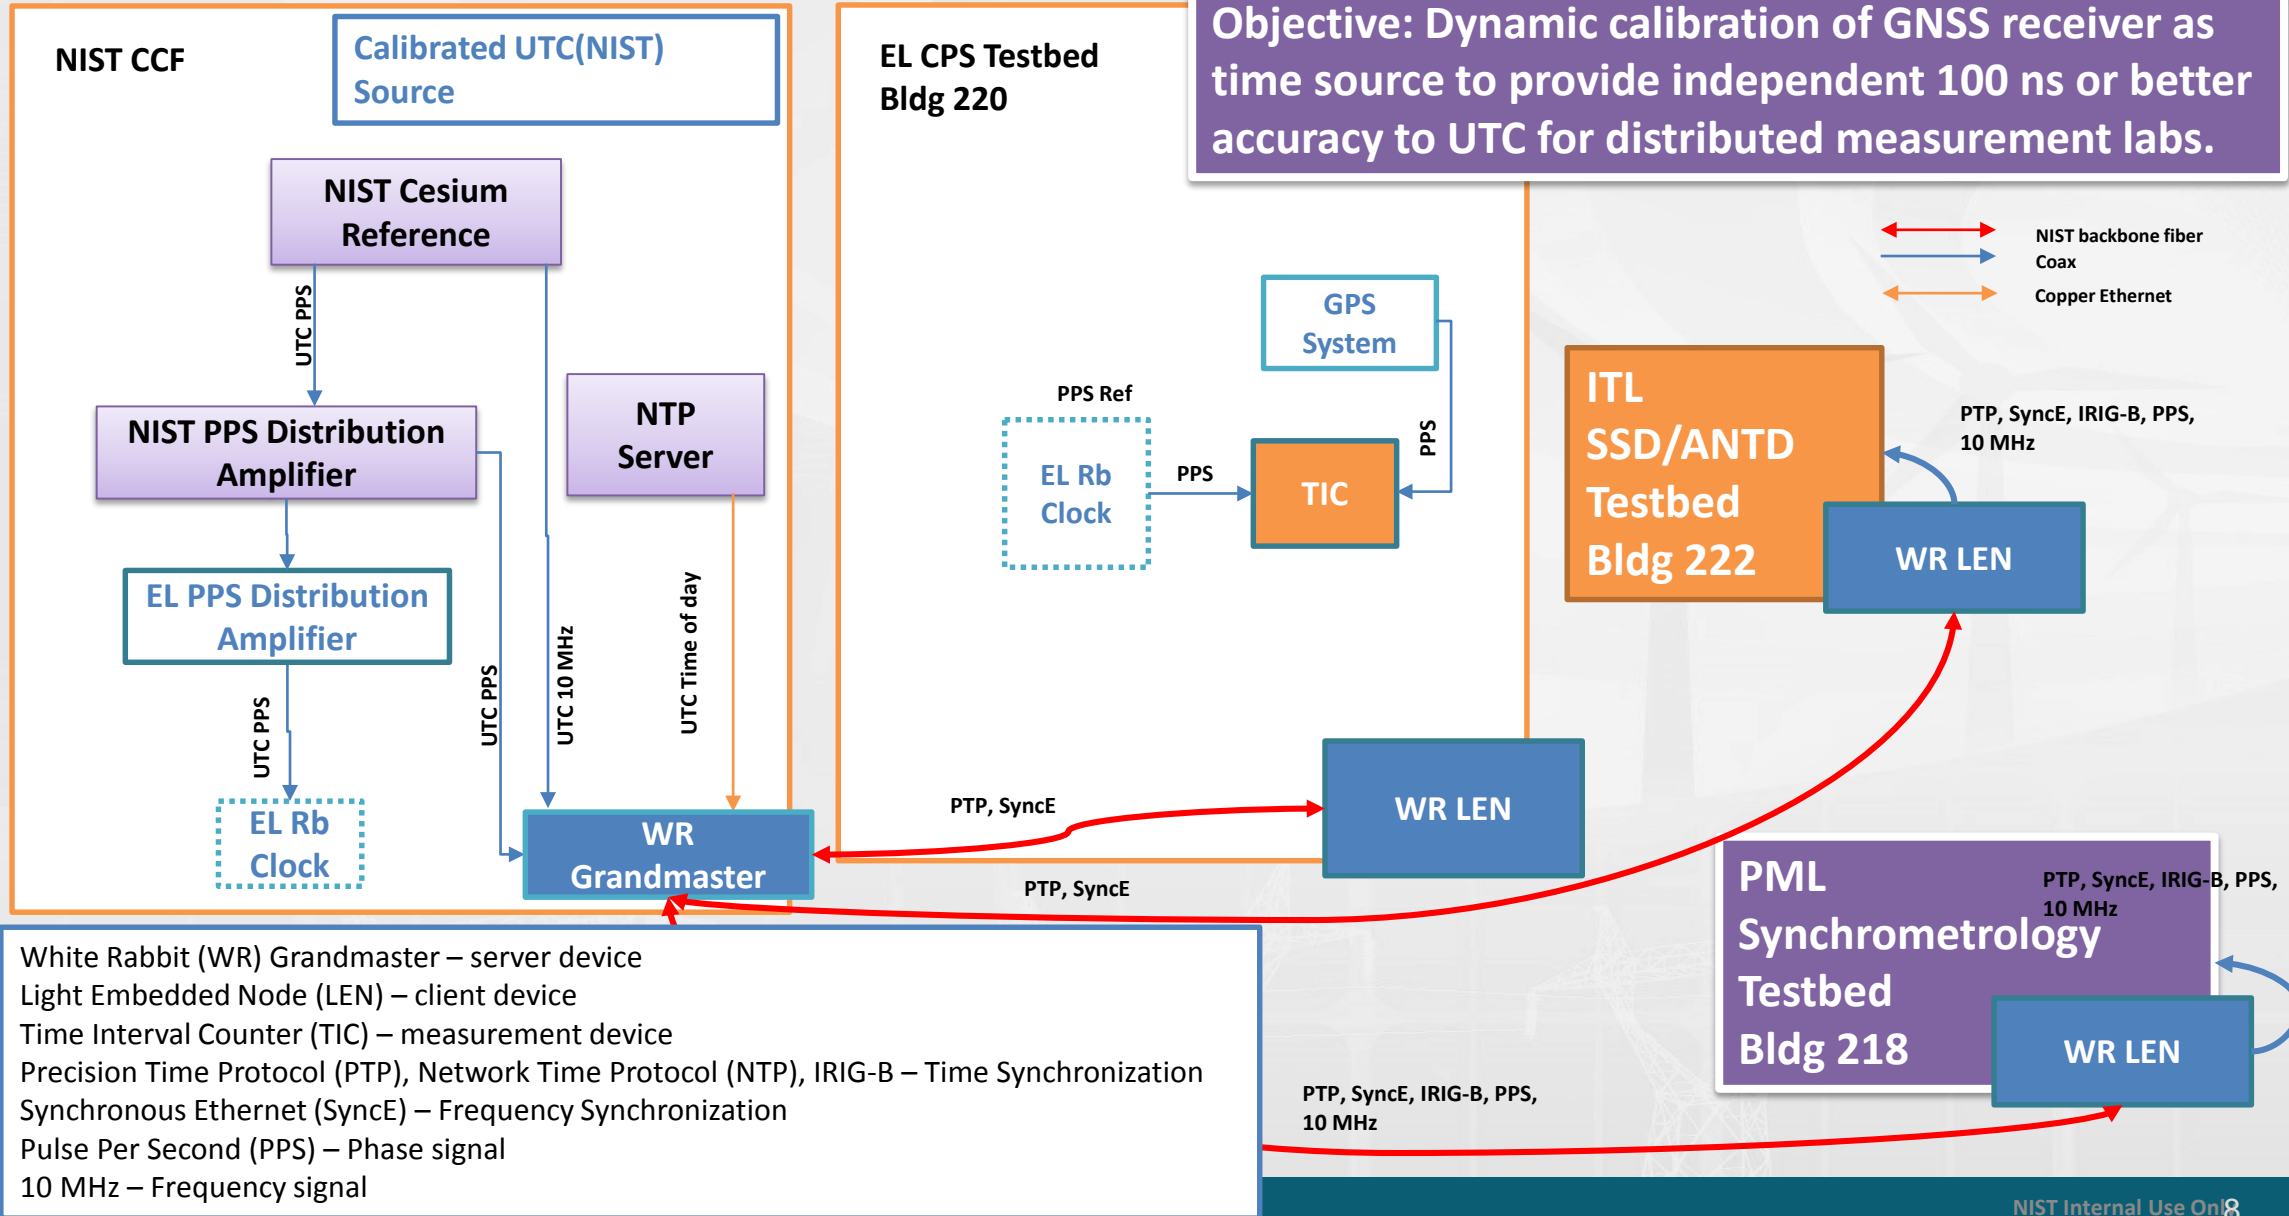 Objective: Dynamic calibration of GNSS receiver as
time source to provide independent 100 ns or better
accuracy to UTC for distributed measurement labs.
NIST CCF
Calibrated UTC(NIST)
Source
NIST Cesium
Reference
UTC PPS
NIST PPS Distribution
Amplifier
NTP
Server
EL PPS Distribution
Amplifier
UTC PPS
UTC PPS
UTC 10 MHz
UTC Time of day
EL Rb
Clock
WR
Grandmaster
EL CPS Testbed
Bldg 220
GPS
System
PPS Ref
EL Rb
Clock
PPS
TIC
PPS
PTP, SyncE
WR LEN
PTP, SyncE
NIST backbone fiber
Coax
Copper Ethernet
ITL
SSD/ANTD
Testbed
Bldg 222
PTP, SyncE, IRIG-B, PPS,
10 MHz
WR LEN
PML
Synchrometrology
Testbed
Bldg 218
PTP, SyncE, IRIG-B, PPS,
10 MHz
WR LEN
PTP, SyncE, IRIG-B, PPS,
10 MHz
White Rabbit (WR) Grandmaster – server device
Light Embedded Node (LEN) – client device
Time Interval Counter (TIC) – measurement device
Precision Time Protocol (PTP), Network Time Protocol (NTP), IRIG-B – Time Synchronization
Synchronous Ethernet (SyncE) – Frequency Synchronization
Pulse Per Second (PPS) – Phase signal
10 MHz – Frequency signal
NIST Internal Use Only
8